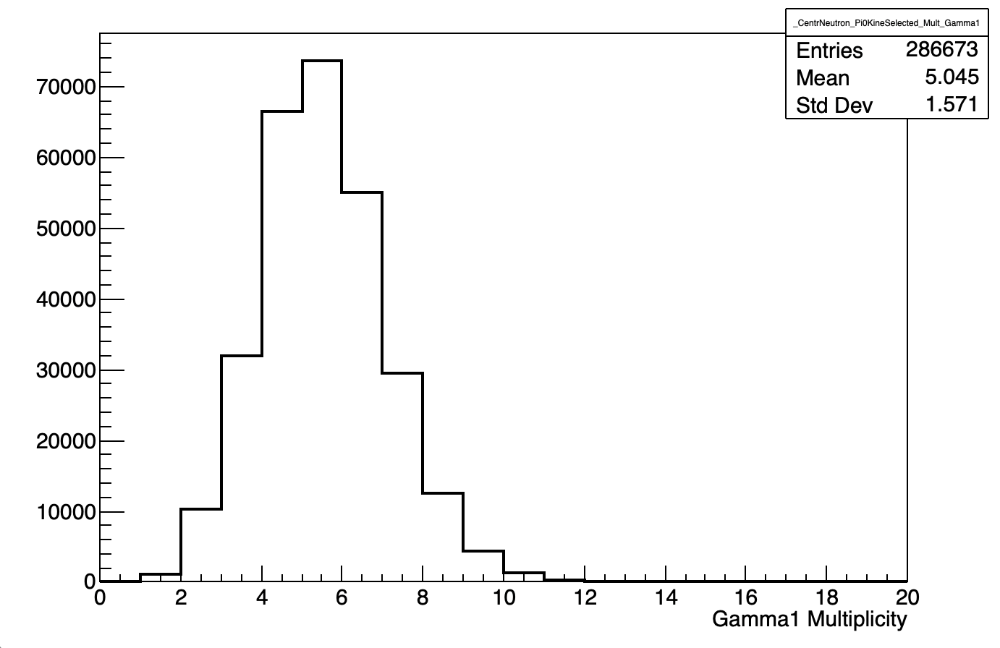 _CentrNeutron_Pi0KineSelected_Mult_Gamma1
Entries 286673
Mean 5.045
Std Dev 1.571
70000
60000
50000
40000
30000
20000
10000
0
0 2 4 6 8 10 12 14 16 18 20
Gamma1 Multiplicity